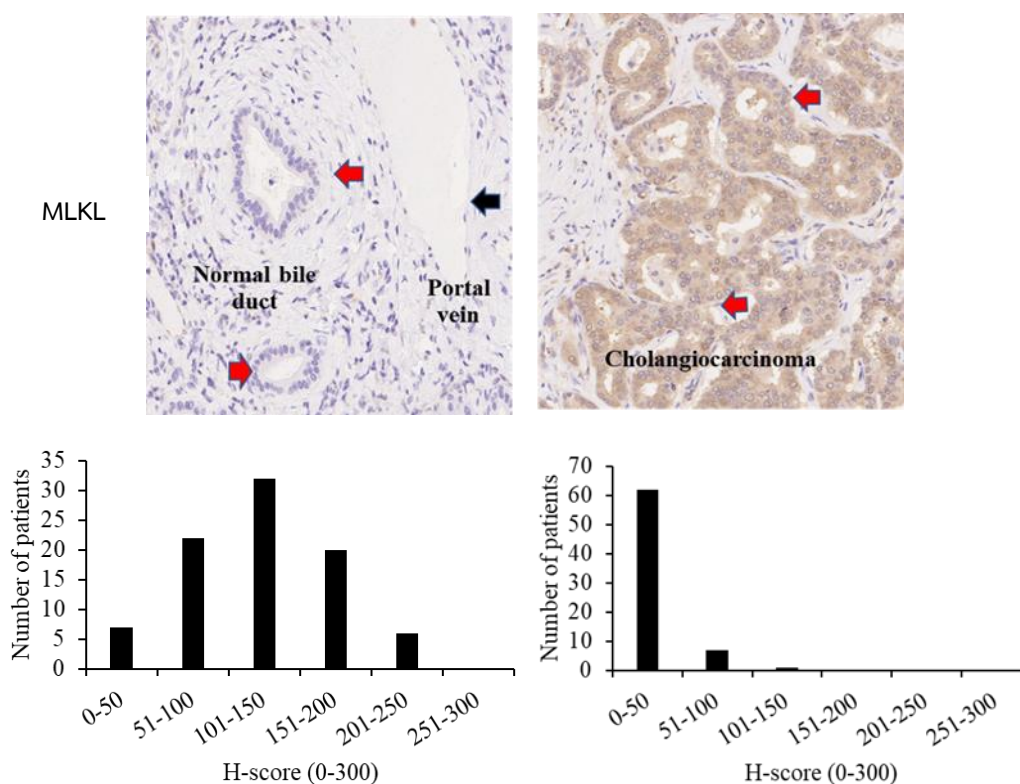 MLKL
Normal bile
duct
Portal
vein
Cholangiocarcinoma
Number of patients
35
30
25
20
15
10
5
0
0-50
51-100
101-150
151-200
201-250
251-300
H-score (0-300)
Number of patients
70
60
50
40
30
20
10
0
0-50
51-100
101-150
151-200
201-250
251-300
H-score (0-300)